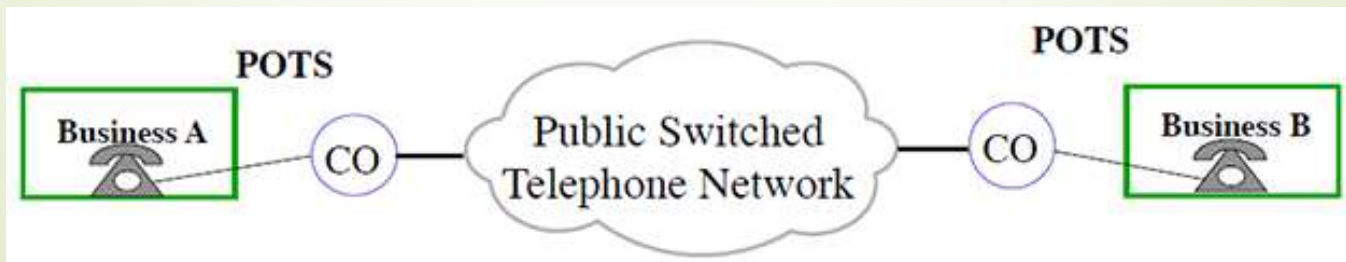 POTS
POTS
Business A
CO
Public Switched
Telephone Network
CO
Business B